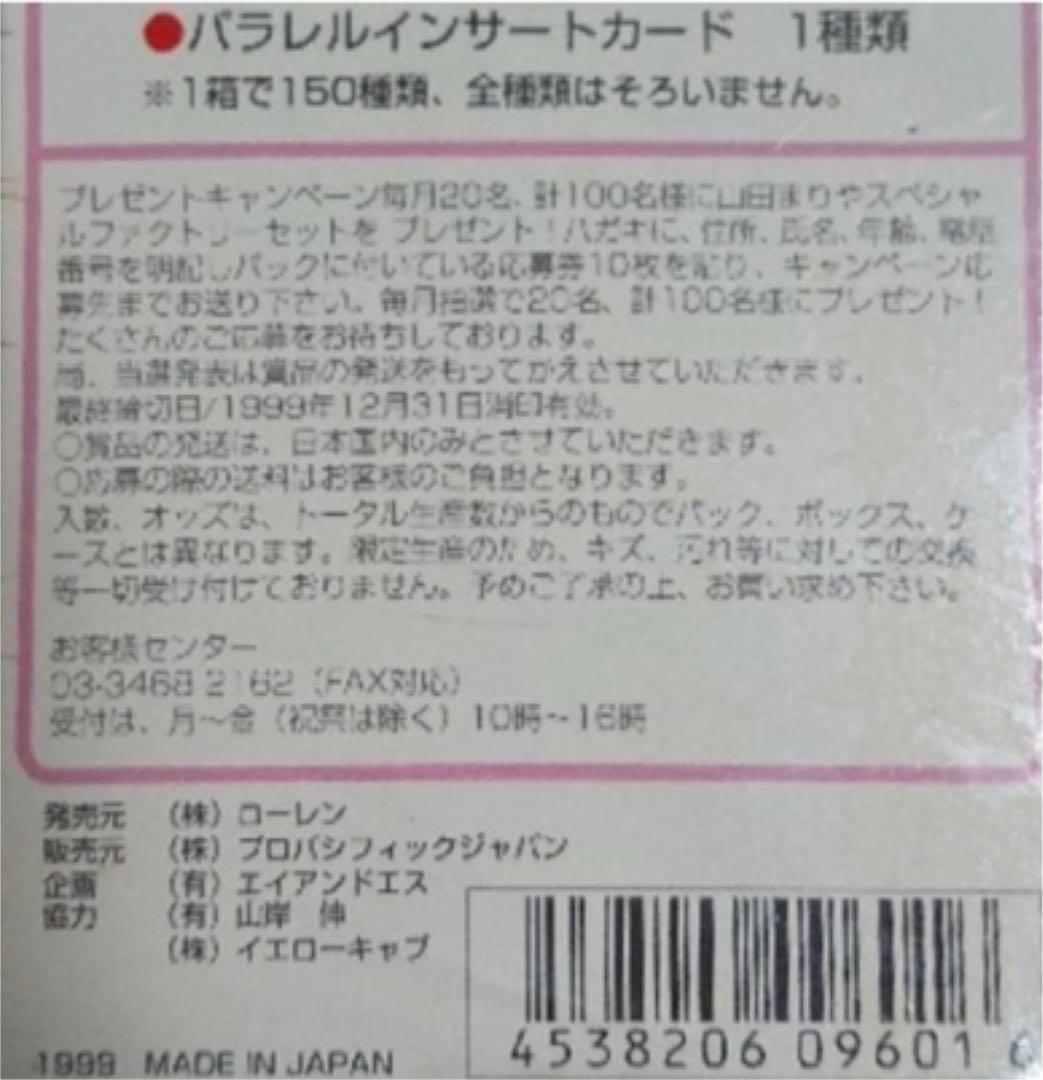 ●パラレルインサートカード 1種類
※1箱で150種類、全種類はそろいません。
プレゼントキャンペーン毎月20名、計100名様に山田まりやスペシャ
ルファクトリーセットを プレゼント!ハガキに、住所、氏名、年齢、電話
番号を明記しパックに付いている応募券10枚を貼り、キャンペーン応
募先までお送り下さい。毎月抽選で20名、計100名様にプレゼント!
たくさんのご応募をお待ちしております。
尚、当選発表は賞品の発送をもってかえさせていただきます。
最終締切日/1999年12月31日消印有効。
○賞品の発送は、日本国内のみとさせていただきます。
○応募の際の送料はお客様のご負担となります。
入数、オッズは、トータル生産数からのものでパック、ボックス、ケ
ースとは異なります。限定生産のため、キズ、汚れ等に対しての交換
等一切受け付けておりません。予めご了承の上、お買い求め下さい。
お客様センター
03-3468-2162(FAX対応)
受付は、月〜金(祝祭は除く)10時〜16時
発売元 (株)ローレン
販売元 (株)プロパシフィックジャパン
企画 (有)エイアンドエス
協力 (有)山岸 伸
(株)イエローキャブ
1999 MADE IN JAPAN
4538206 09601 6